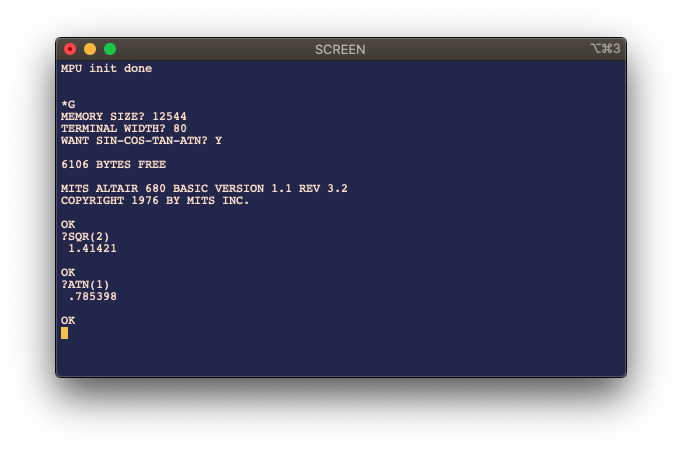 SCREEN
⌥⌘3
MPU init done
*G
MEMORY SIZE? 12544
TERMINAL WIDTH? 80
WANT SIN-COS-TAN-ATN? Y
6106 BYTES FREE
MITS ALTAIR 680 BASIC VERSION 1.1 REV 3.2
COPYRIGHT 1976 BY MITS INC.
OK
?SQR(2)
1.41421
OK
?ATN(1)
.785398
OK